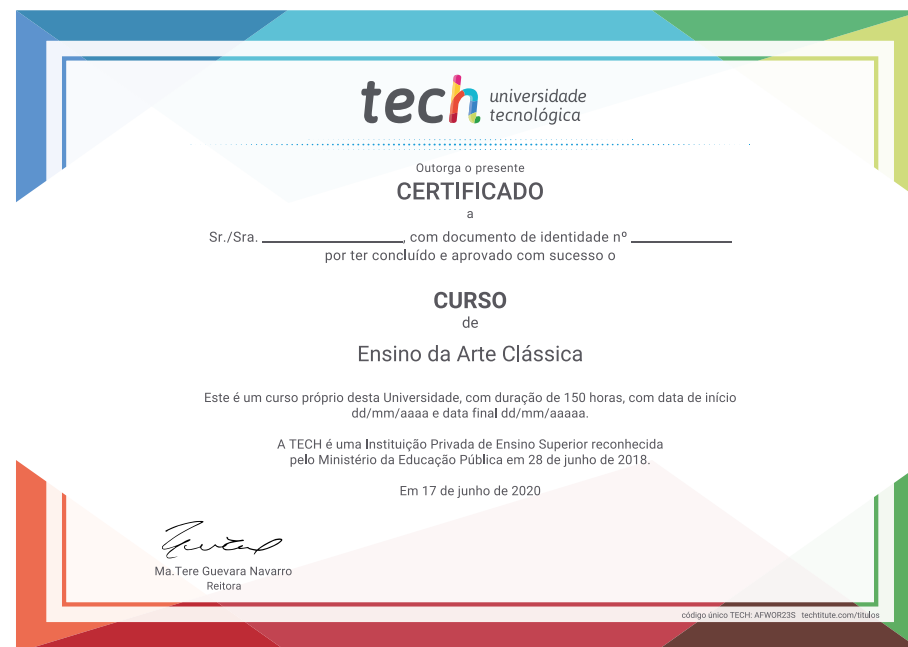 tech universidade
tecnológica
Outorga o presente
CERTIFICADO
a
Sr./Sra. ________________, com documento de identidade nº ____________
por ter concluído e aprovado com sucesso o
CURSO
de
Ensino da Arte Clássica
Este é um curso próprio desta Universidade, com duração de 150 horas, com data de início
dd/mm/aaaa e data final dd/mm/aaaaa.
A TECH é uma Instituição Privada de Ensino Superior reconhecida
pelo Ministério da Educação Pública em 28 de junho de 2018.
Em 17 de junho de 2020
Ma.Tere Guevara Navarro
Reitora
código único TECH: AFWOR23S techtitute.com/titulos